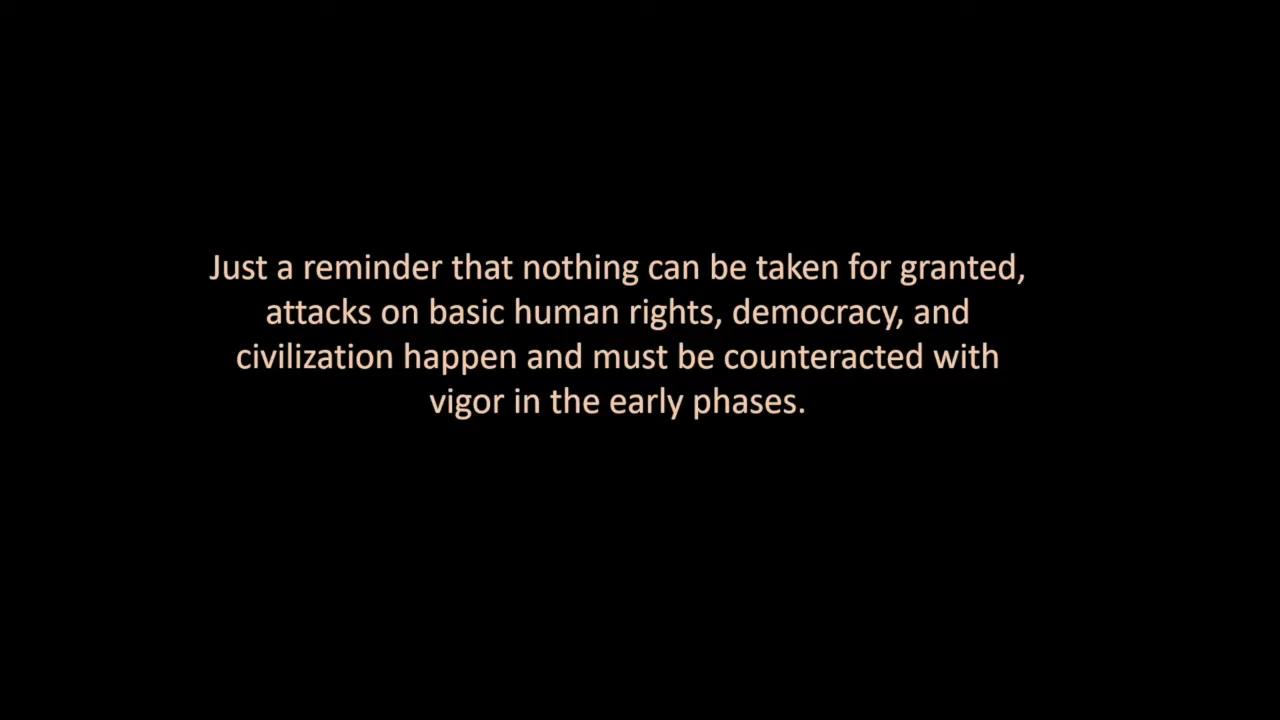 Just a reminder that nothing can be taken for granted,
attacks on basic human rights, democracy, and
civilization happen and must be counteracted with
vigor in the early phases.